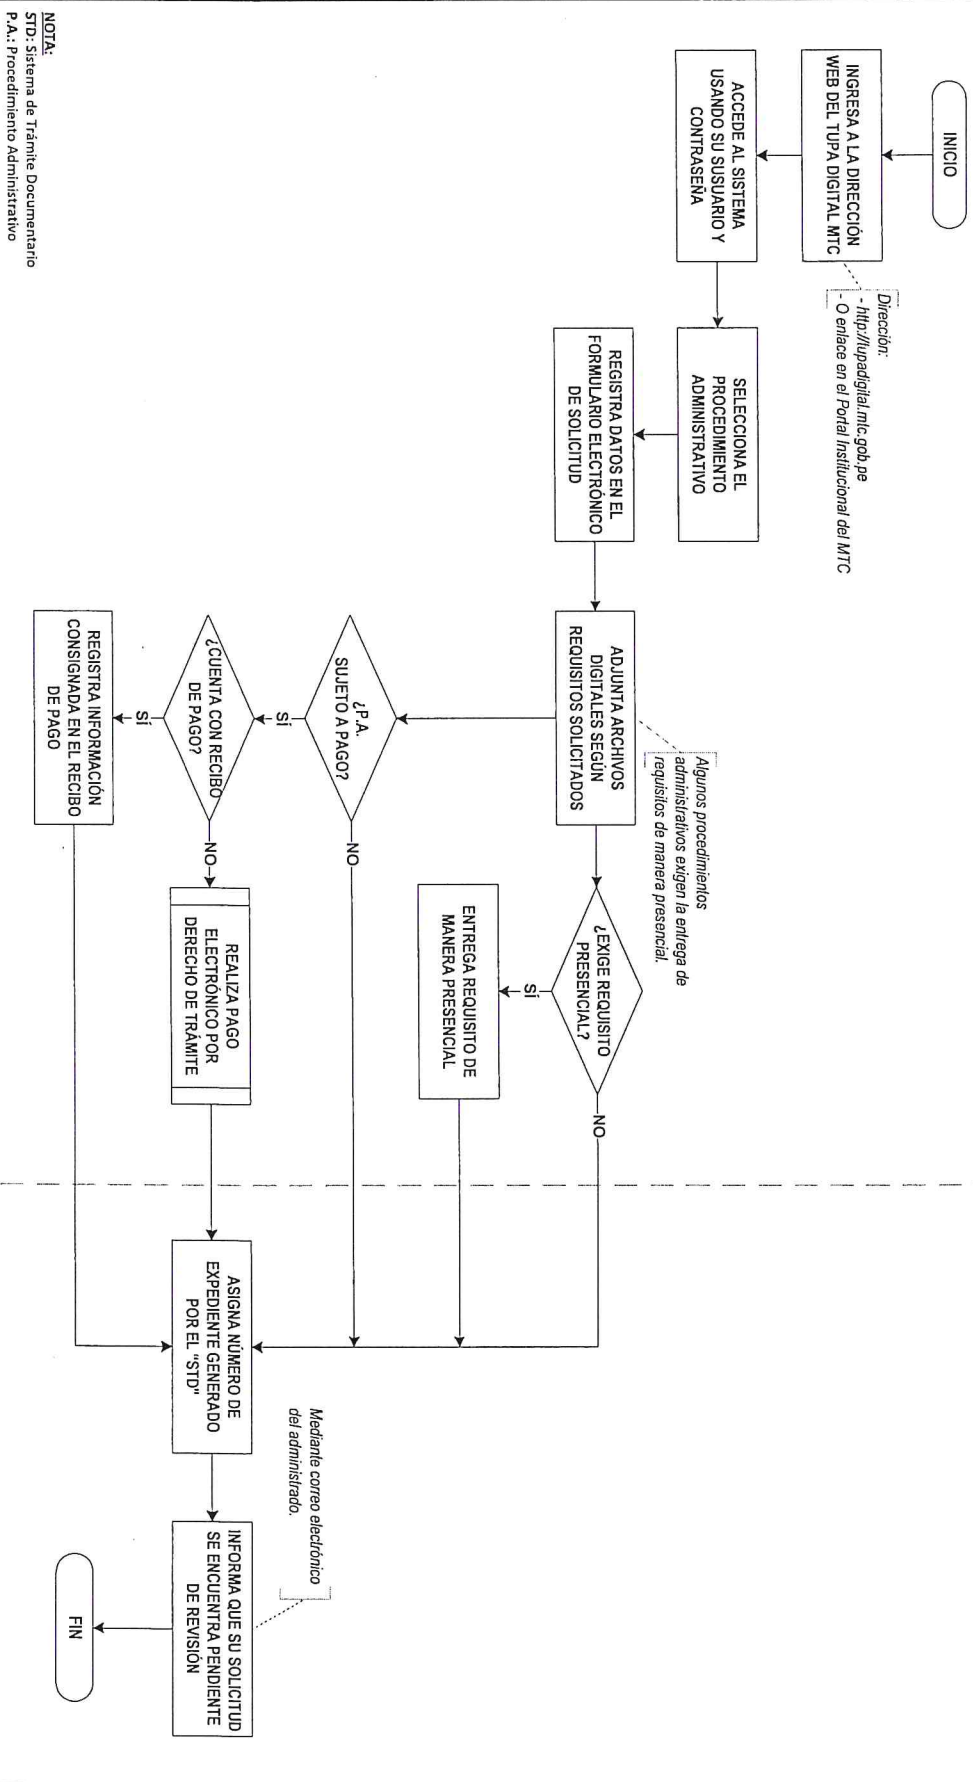 INICIO
INGRESA A LA DIRECCIÓN
WEB DEL TUPA DIGITAL MTC
Dirección:
- http://tupadigital.mtc.gob.pe
- O enlace en el Portal Institucional del MTC
ACCEDE AL SISTEMA
USANDO SU SUSUARIO Y
CONTRASEÑA
SELECCIONA EL
PROCEDIMIENTO
ADMINISTRATIVO
REGISTRA DATOS EN EL
FORMULARIO ELECTRÓNICO
DE SOLICITUD
ADJUNTA ARCHIVOS
DIGITALES SEGÚN
REQUISITOS SOLICITADOS
Algunos procedimientos
administrativos exigen la entrega de
requisitos de manera presencial.
¿EXIGE REQUISITO
PRESENCIAL?
NO
SÍ
ENTREGA REQUISITO DE
MANERA PRESENCIAL
¿P.A.
SUJETO A PAGO?
NO
SÍ
¿CUENTA CON RECIBO
DE PAGO?
NO
SÍ
REALIZA PAGO
ELECTRÓNICO POR
DERECHO DE TRÁMITE
REGISTRA INFORMACIÓN
CONSIGNADA EN EL RECIBO
DE PAGO
ASIGNA NÚMERO DE
EXPEDIENTE GENERADO
POR EL "STD"
Mediante correo electrónico
del administrado.
INFORMA QUE SU SOLICITUD
SE ENCUENTRA PENDIENTE
DE REVISIÓN
FIN
NOTA:
STD: Sistema de Trámite Documentario
P.A.: Procedimiento Administrativo